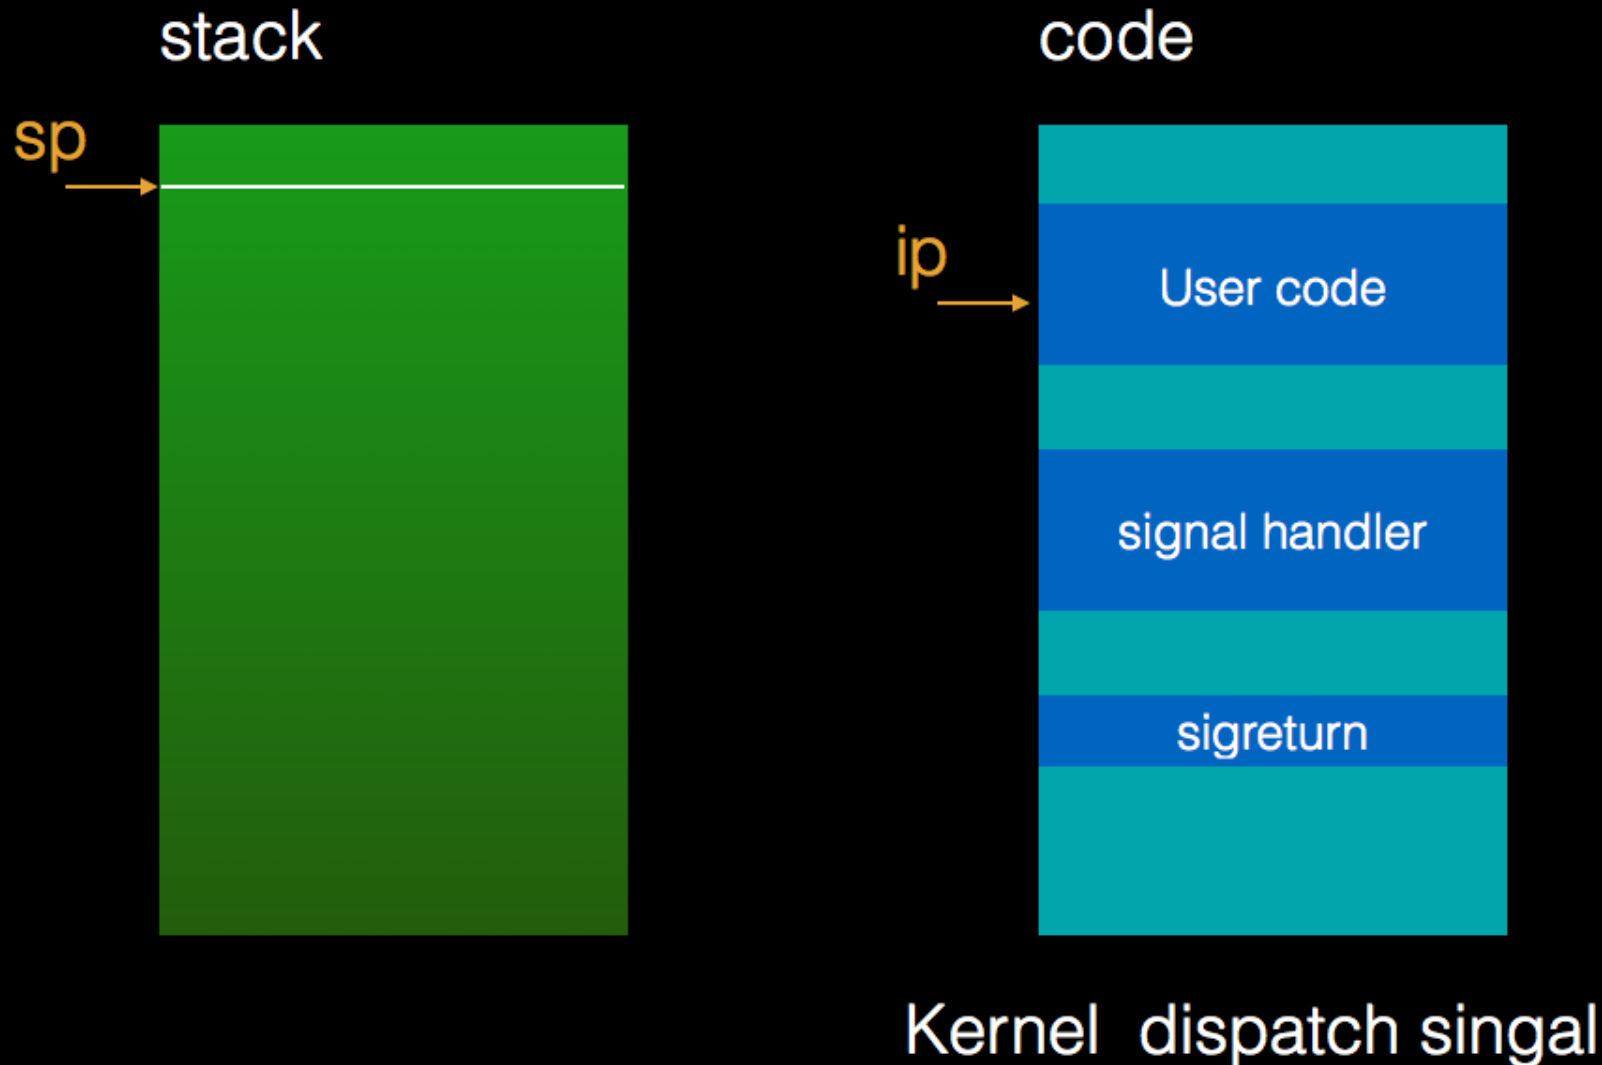 stack
code
sp
ip
User code
signal handler
sigreturn
Kernel  dispatch singal